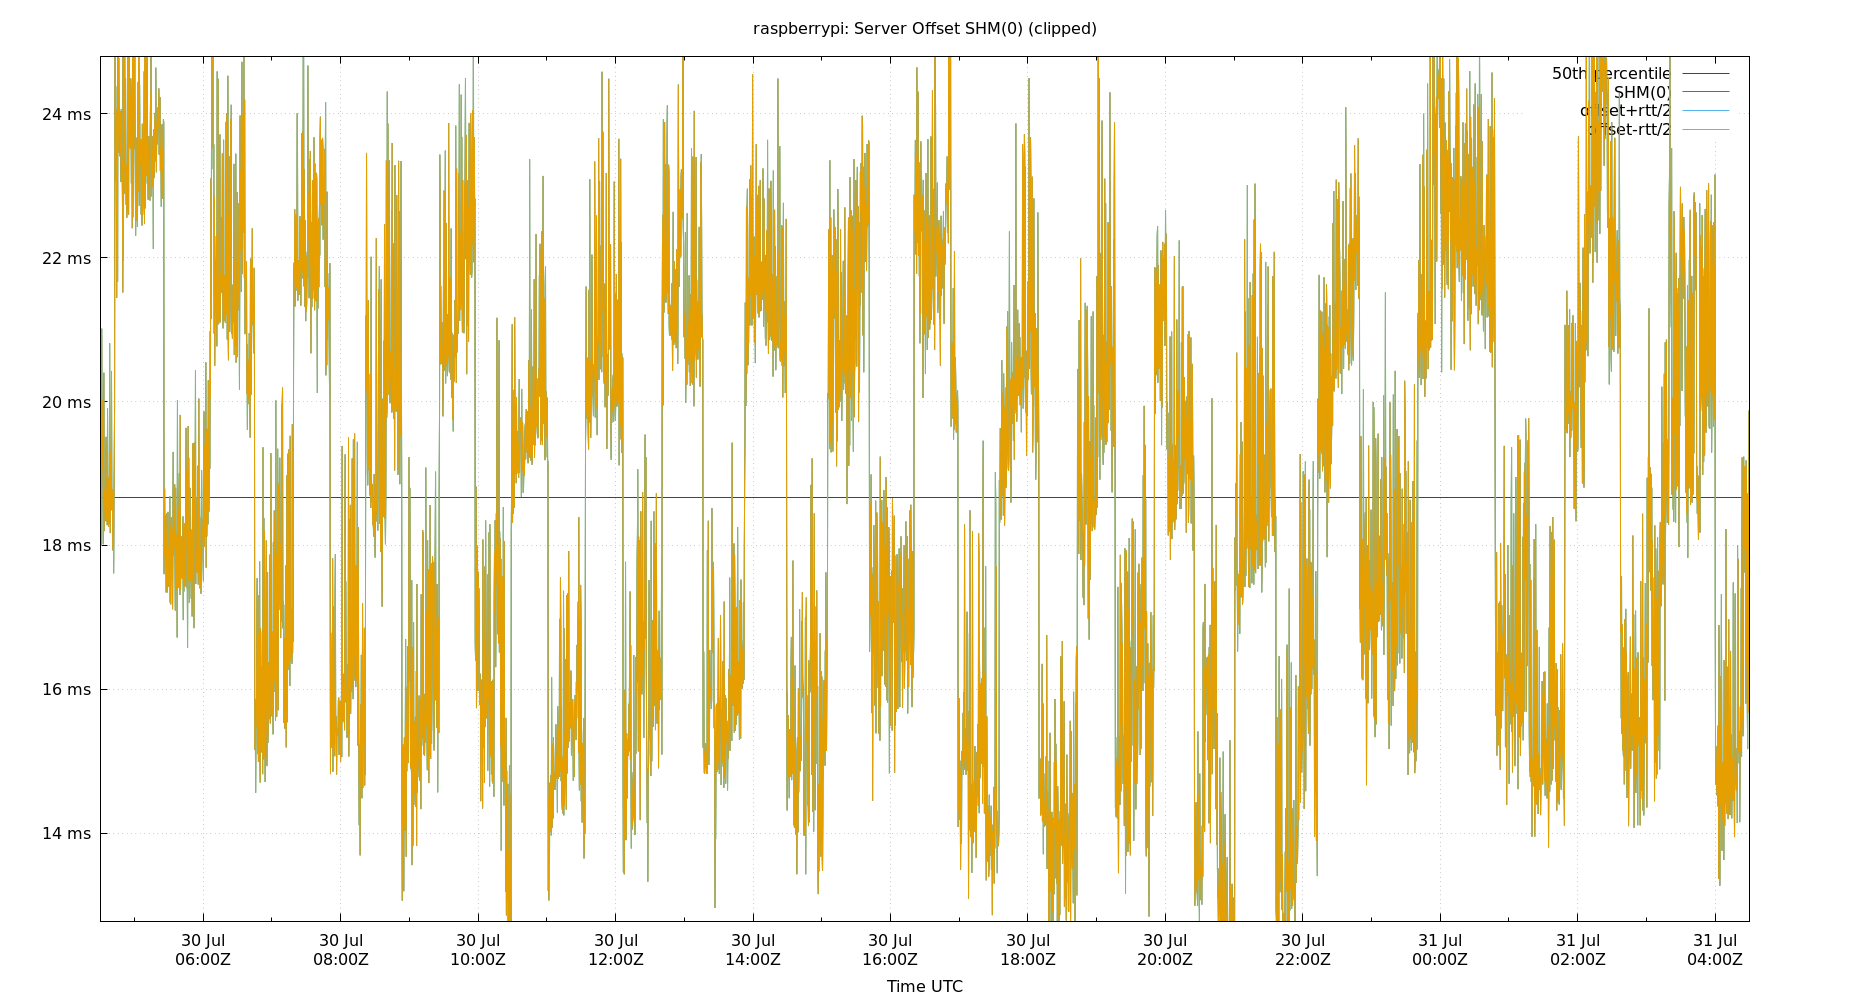 raspberrypi: Server Offset SHM(0) (clipped)
50th percentile
SHM(0)
offset+rtt/2
offset-rtt/2
24 ms
22 ms
20 ms
18 ms
16 ms
14 ms
30 Jul 30 Jul 30 Jul 30 Jul 30 Jul 30 Jul 30 Jul 30 Jul 30 Jul 31 Jul 31 Jul 31 Jul
06:00Z 08:00Z 10:00Z 12:00Z 14:00Z 16:00Z 18:00Z 20:00Z 22:00Z 00:00Z 02:00Z 04:00Z
Time UTC